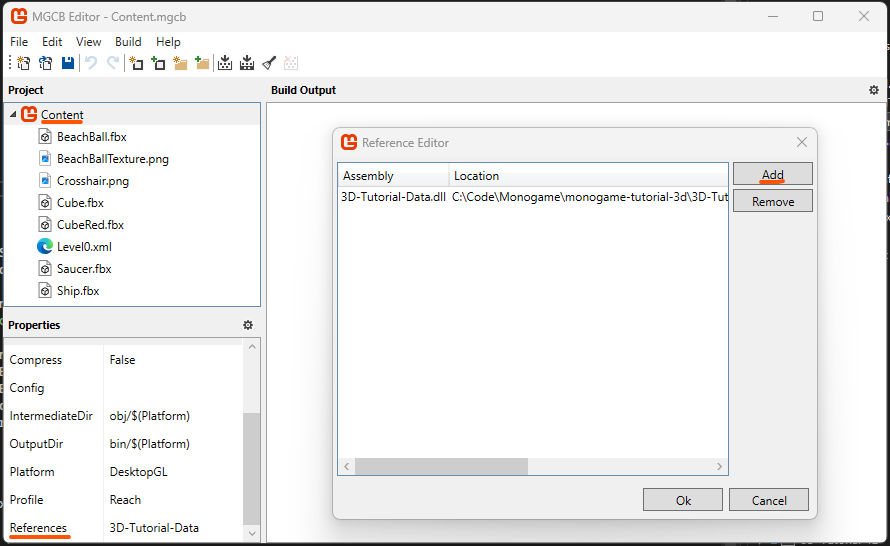 MGCB Editor - Content.mgcb
File Edit View Build Help
Project
Build Output
Content
BeachBall.fbx
BeachBallTexture.png
Crosshair.png
Cube.fbx
CubeRed.fbx
Level0.xml
Saucer.fbx
Ship.fbx
Reference Editor
Assembly Location
3D-Tutorial-Data.dll C:\Code\Monogame\monogame-tutorial-3d\3D-Tut
Add
Remove
Ok Cancel
Properties
Compress False
Config
IntermediateDir obj/$(Platform)
OutputDir bin/$(Platform)
Platform DesktopGL
Profile Reach
References 3D-Tutorial-Data